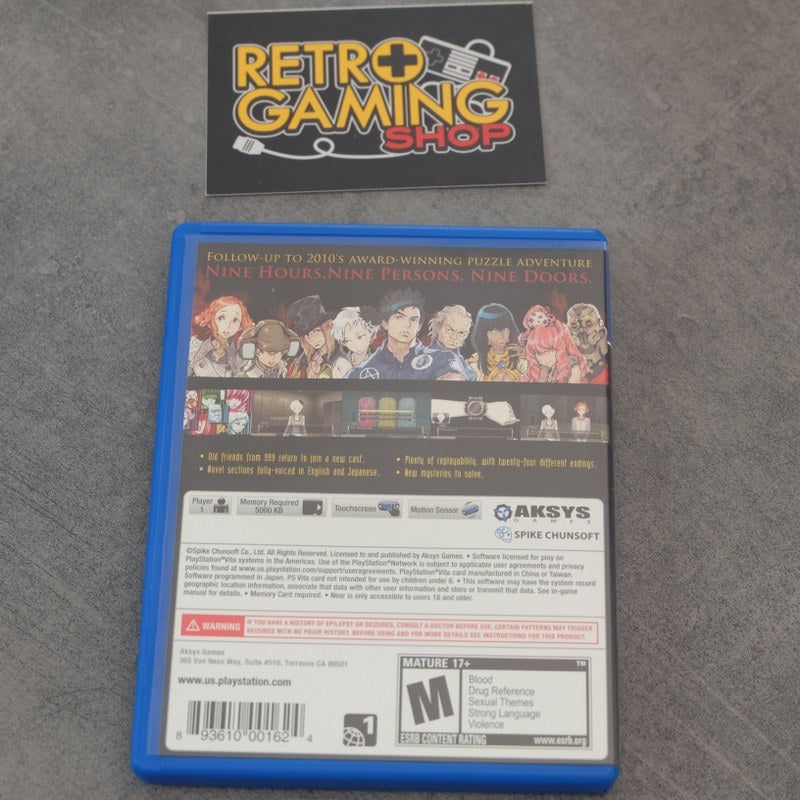 RETRO
GAMING
SHOP
FOLLOW-UP TO 2010'S AWARD-WINNING PUZZLE ADVENTURE
NINE HOURS, NINE PERSONS, NINE DOORS.
• Old friends from 999 return to join a new cast.
• Novel sections fully-voiced in English and Japanese.
• Plenty of replayability, with twenty-four different endings.
• New mysteries to solve.
Player
1
Memory Required
5000 KB
Touchscreen
Motion Sensor
AKSYS
GAMES
SPIKE CHUNSOFT
©Spike Chunsoft Co., Ltd. All Rights Reserved. Licensed to and published by Aksys Games. • Software licensed for play on
PlayStation®Vita systems in the Americas. Use of the PlayStation®Network is subject to applicable user agreements and privacy
policies found at www.us.playstation.com/support/useragreements. PlayStation®Vita card manufactured in China or Taiwan.
Software programmed in Japan. PS Vita card not intended for use by children under 6. • This software may have the system record
geographic location information, associate that data with other user information and store or transmit that data. See in-game
manual for details. • Memory Card required. • Near is only accessible to users 18 and older.
WARNING
IF YOU HAVE A HISTORY OF EPILEPSY OR SEIZURES, CONSULT A DOCTOR BEFORE USE. CERTAIN PATTERNS MAY TRIGGER
SEIZURES WITH NO PRIOR HISTORY. BEFORE USING AND FOR MORE DETAILS SEE INSTRUCTIONS FOR THIS PRODUCT.
Aksys Games
365 Van Ness Way, Suite #510, Torrance CA 90501
www.us.playstation.com
8 93610 00162 4
1
MATURE 17+ ™
M
Blood
Drug Reference
Sexual Themes
Strong Language
Violence
ESRB CONTENT RATING www.esrb.org